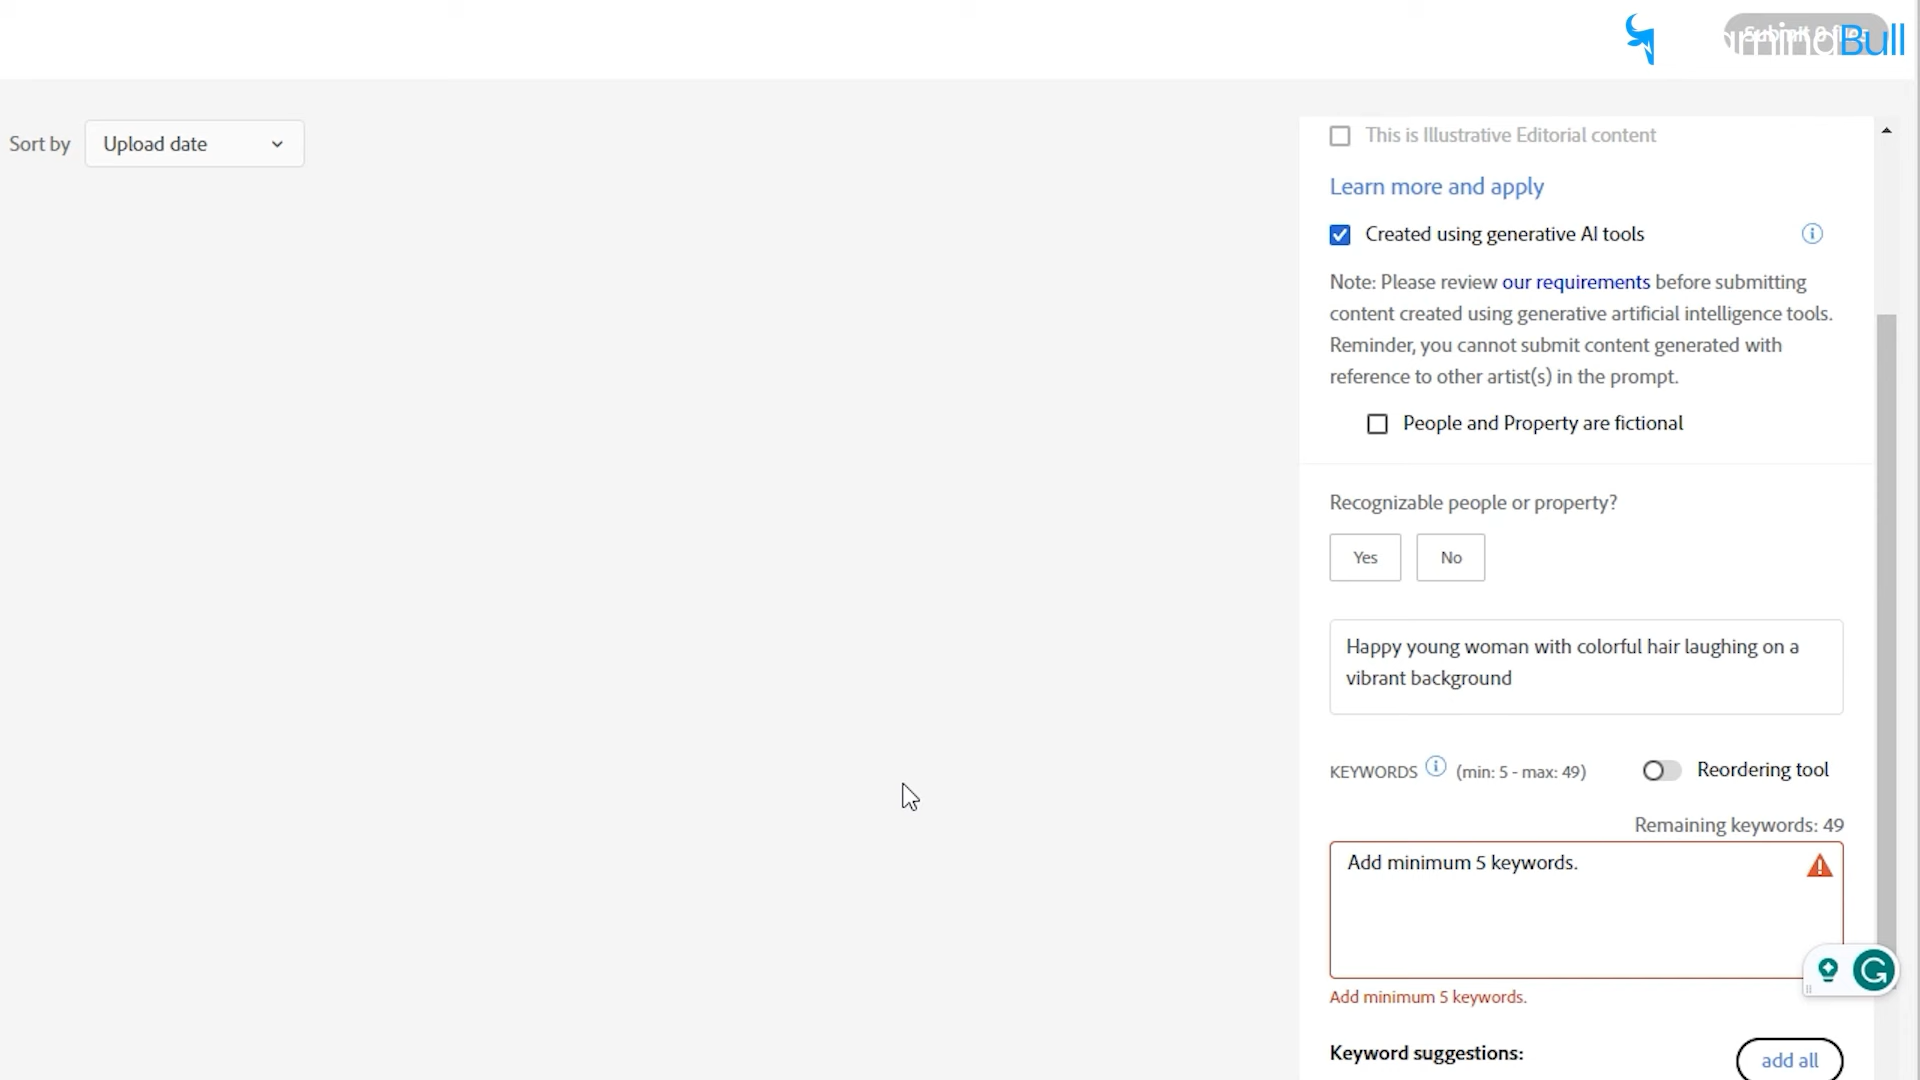 Bull
Sort by
Upload date
This is Illustrative Editorial content
Learn more and apply
Created using generative AI tools
Note: Please review our requirements before submitting
content created using generative artificial intelligence tools.
Reminder, you cannot submit content generated with
reference to other artist(s) in the prompt.
People and Property are fictional
Recognizable people or property?
Yes
No
Happy young woman with colorful hair laughing on a
vibrant background
KEYWORDS (min: 5 - max: 49)
Reordering tool
Remaining keywords: 49
Add minimum 5 keywords.
Add minimum 5 keywords.
Keyword suggestions:
add all